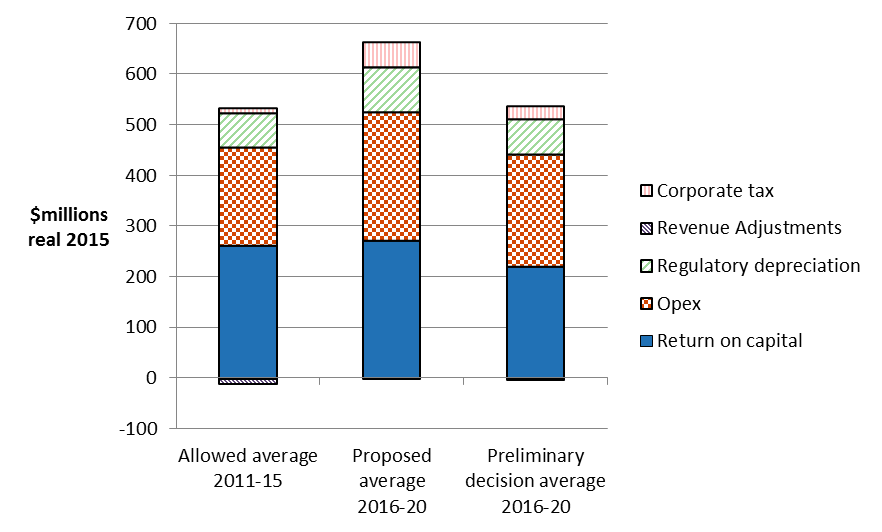 700
600
500
400
300
200
100
0
-100
$millions
real 2015
Allowed average
2011-15
Proposed
average
2016-20
Preliminary
decision average
2016-20
Corporate tax
Revenue Adjustments
Regulatory depreciation
Opex
Return on capital